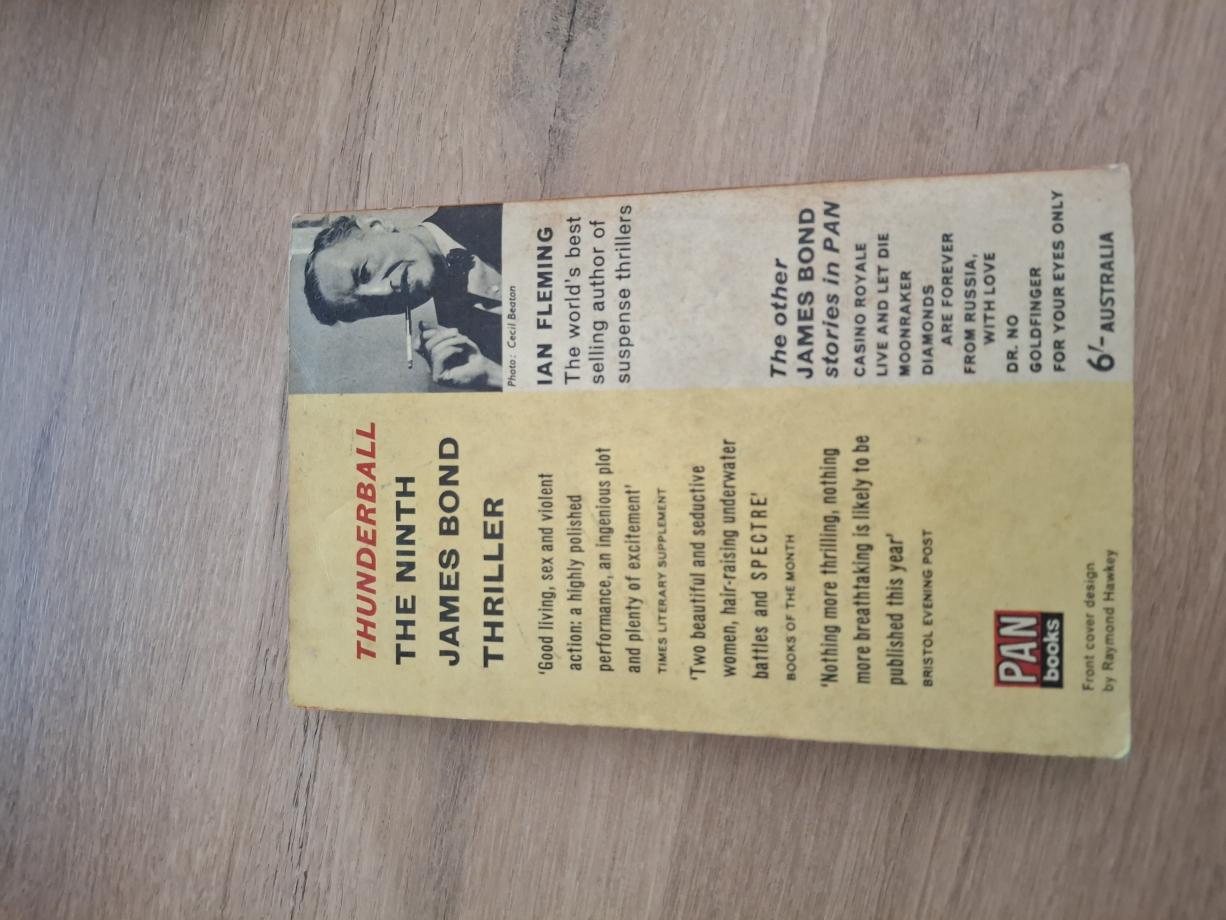 THUNDERBALL
THE NINTH
JAMES BOND
THRILLER
'Good living, sex and violent
action: a highly polished
performance, an ingenious plot
and plenty of excitement'
TIMES LITERARY SUPPLEMENT
'Two beautiful and seductive
women, hair-raising underwater
battles and SPECTRE'
BOOKS OF THE MONTH
'Nothing more thrilling, nothing
more breathtaking is likely to be
published this year'
BRISTOL EVENING POST
PAN
books
Front cover design
by Raymond Hawkey
Photo: Cecil Beaton
IAN FLEMING
The world's best
selling author of
suspense thrillers
The other
JAMES BOND
stories in PAN
CASINO ROYALE
LIVE AND LET DIE
MOONRAKER
DIAMONDS
ARE FOREVER
FROM RUSSIA,
WITH LOVE
DR. NO
GOLDFINGER
FOR YOUR EYES ONLY
6/- AUSTRALIA